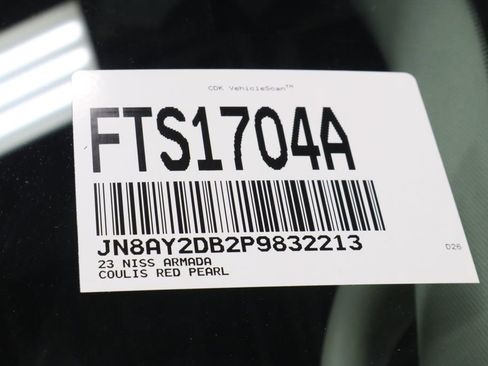 CDK VehicleScan™
FTS1704A
JN8AY2DB2P9832213
D26
23 NISS ARMADA
COULIS RED PEARL